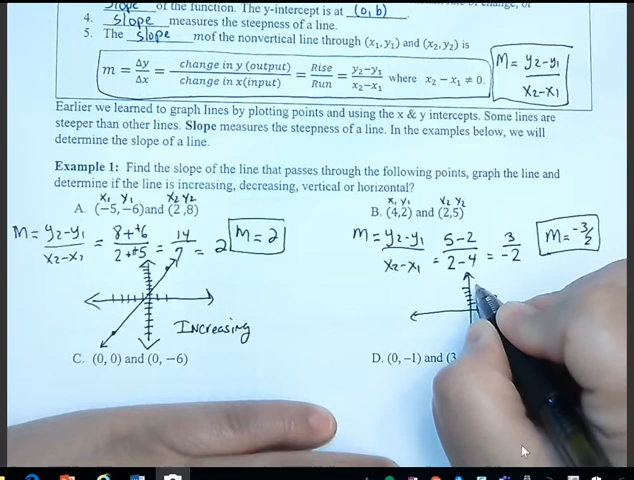 slope of the function. The y-intercept is at (0, b).
4. slope measures the steepness of a line.
5. The slope mof the nonvertical line through (x₁, y₁) and (x₂, y₂) is
m = Δy/Δx = change in y (output)/change in x(input) = Rise/Run = y₂−y₁/x₂−x₁ where x₂ − x₁ ≠ 0.
M = y₂-y₁/x₂-x₁
Earlier we learned to graph lines by plotting points and using the x & y intercepts. Some lines are
steeper than other lines. Slope measures the steepness of a line. In the examples below, we will
determine the slope of a line.
Example 1: Find the slope of the line that passes through the following points, graph the line and
determine if the line is increasing, decreasing, vertical or horizontal?
x₁ y₁ x₂ y₂
A. (−5, −6)and (2 ,8)
M = y₂-y₁/x₂-x₁ = 8++6/2++5 = 14/7 = 2 M = 2
Increasing
x₁ y₁ x₂ y₂
B. (4,2) and (2,5)
M = y₂-y₁/x₂-x₁ = 5-2/2-4 = 3/-2 M = -3/2
C. (0, 0) and (0, −6)
D. (0, −1) and (3